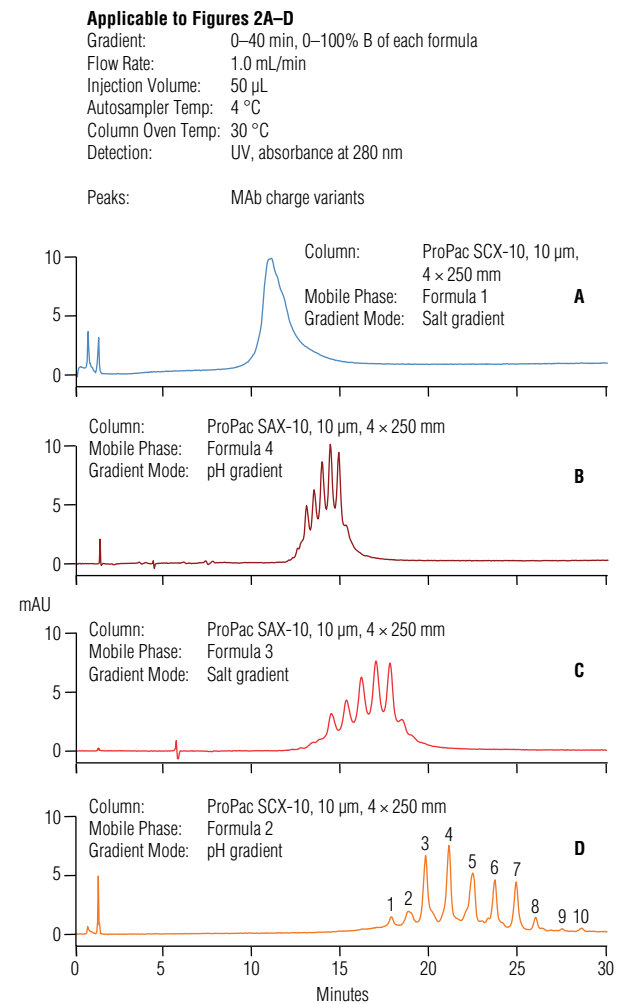 Applicable to Figures 2A–D
Gradient: 0–40 min, 0–100% B of each formula
Flow Rate: 1.0 mL/min
Injection Volume: 50 µL
Autosampler Temp: 4 °C
Column Oven Temp: 30 °C
Detection: UV, absorbance at 280 nm
Peaks: MAb charge variants
Column: ProPac SCX-10, 10 µm,
4 × 250 mm
Mobile Phase: Formula 1
Gradient Mode: Salt gradient
A
10
5
0
Column: ProPac SAX-10, 10 µm, 4 × 250 mm
Mobile Phase: Formula 4
Gradient Mode: pH gradient
B
10
5
0
mAU
Column: ProPac SAX-10, 10 µm, 4 × 250 mm
Mobile Phase: Formula 3
Gradient Mode: Salt gradient
C
10
5
0
Column: ProPac SCX-10, 10 µm, 4 × 250 mm
Mobile Phase: Formula 2
Gradient Mode: pH gradient
D
10
5
0
1 2 3 4 5 6 7 8 9 10
0 5 10 15 20 25 30
Minutes